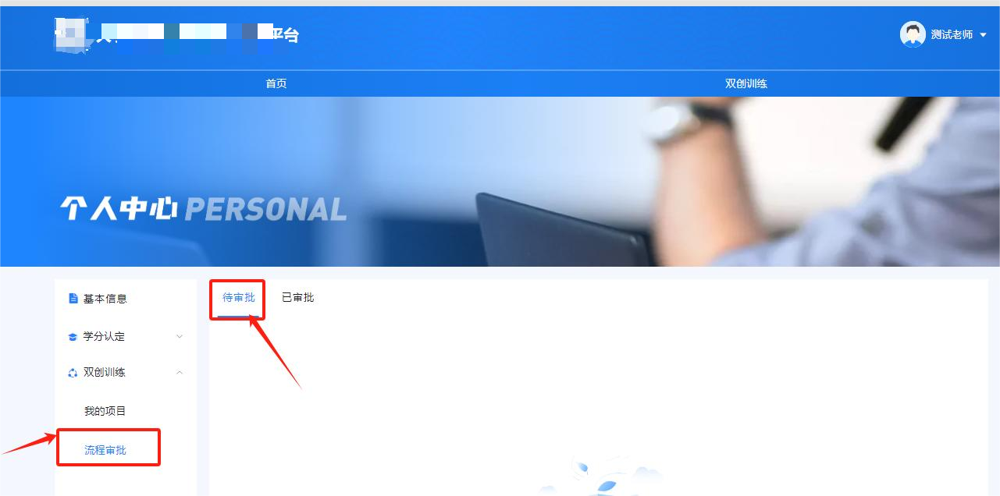 平台
测试老师
首页
双创训练
个人中心 PERSONAL
基本信息
学分认定
双创训练
我的项目
流程审批
待审批
已审批